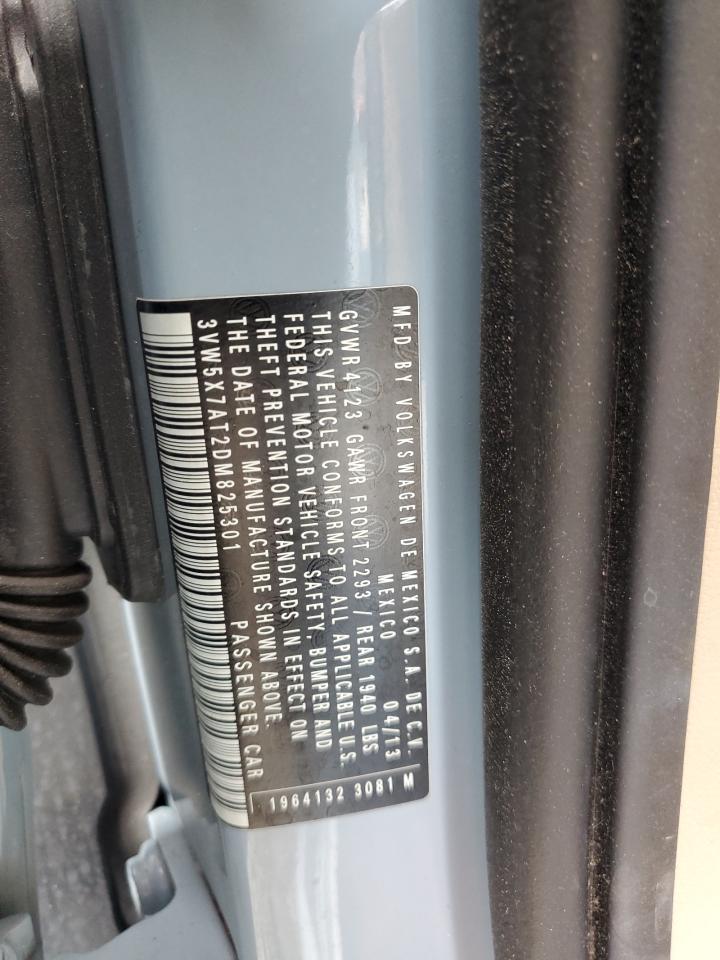 MFD BY VOLKSWAGEN DE MEXICO S.A. DE C.V.
MEXICO 04/13
GVWR 4123 GAWR FRONT 2293 / REAR 1940 LBS
THIS VEHICLE CONFORMS TO ALL APPLICABLE U.S.
FEDERAL MOTOR VEHICLE SAFETY, BUMPER AND
THEFT PREVENTION STANDARDS IN EFFECT ON
THE DATE OF MANUFACTURE SHOWN ABOVE.
3VW5X7AT2DM825301 PASSENGER CAR
1964132 3081 M